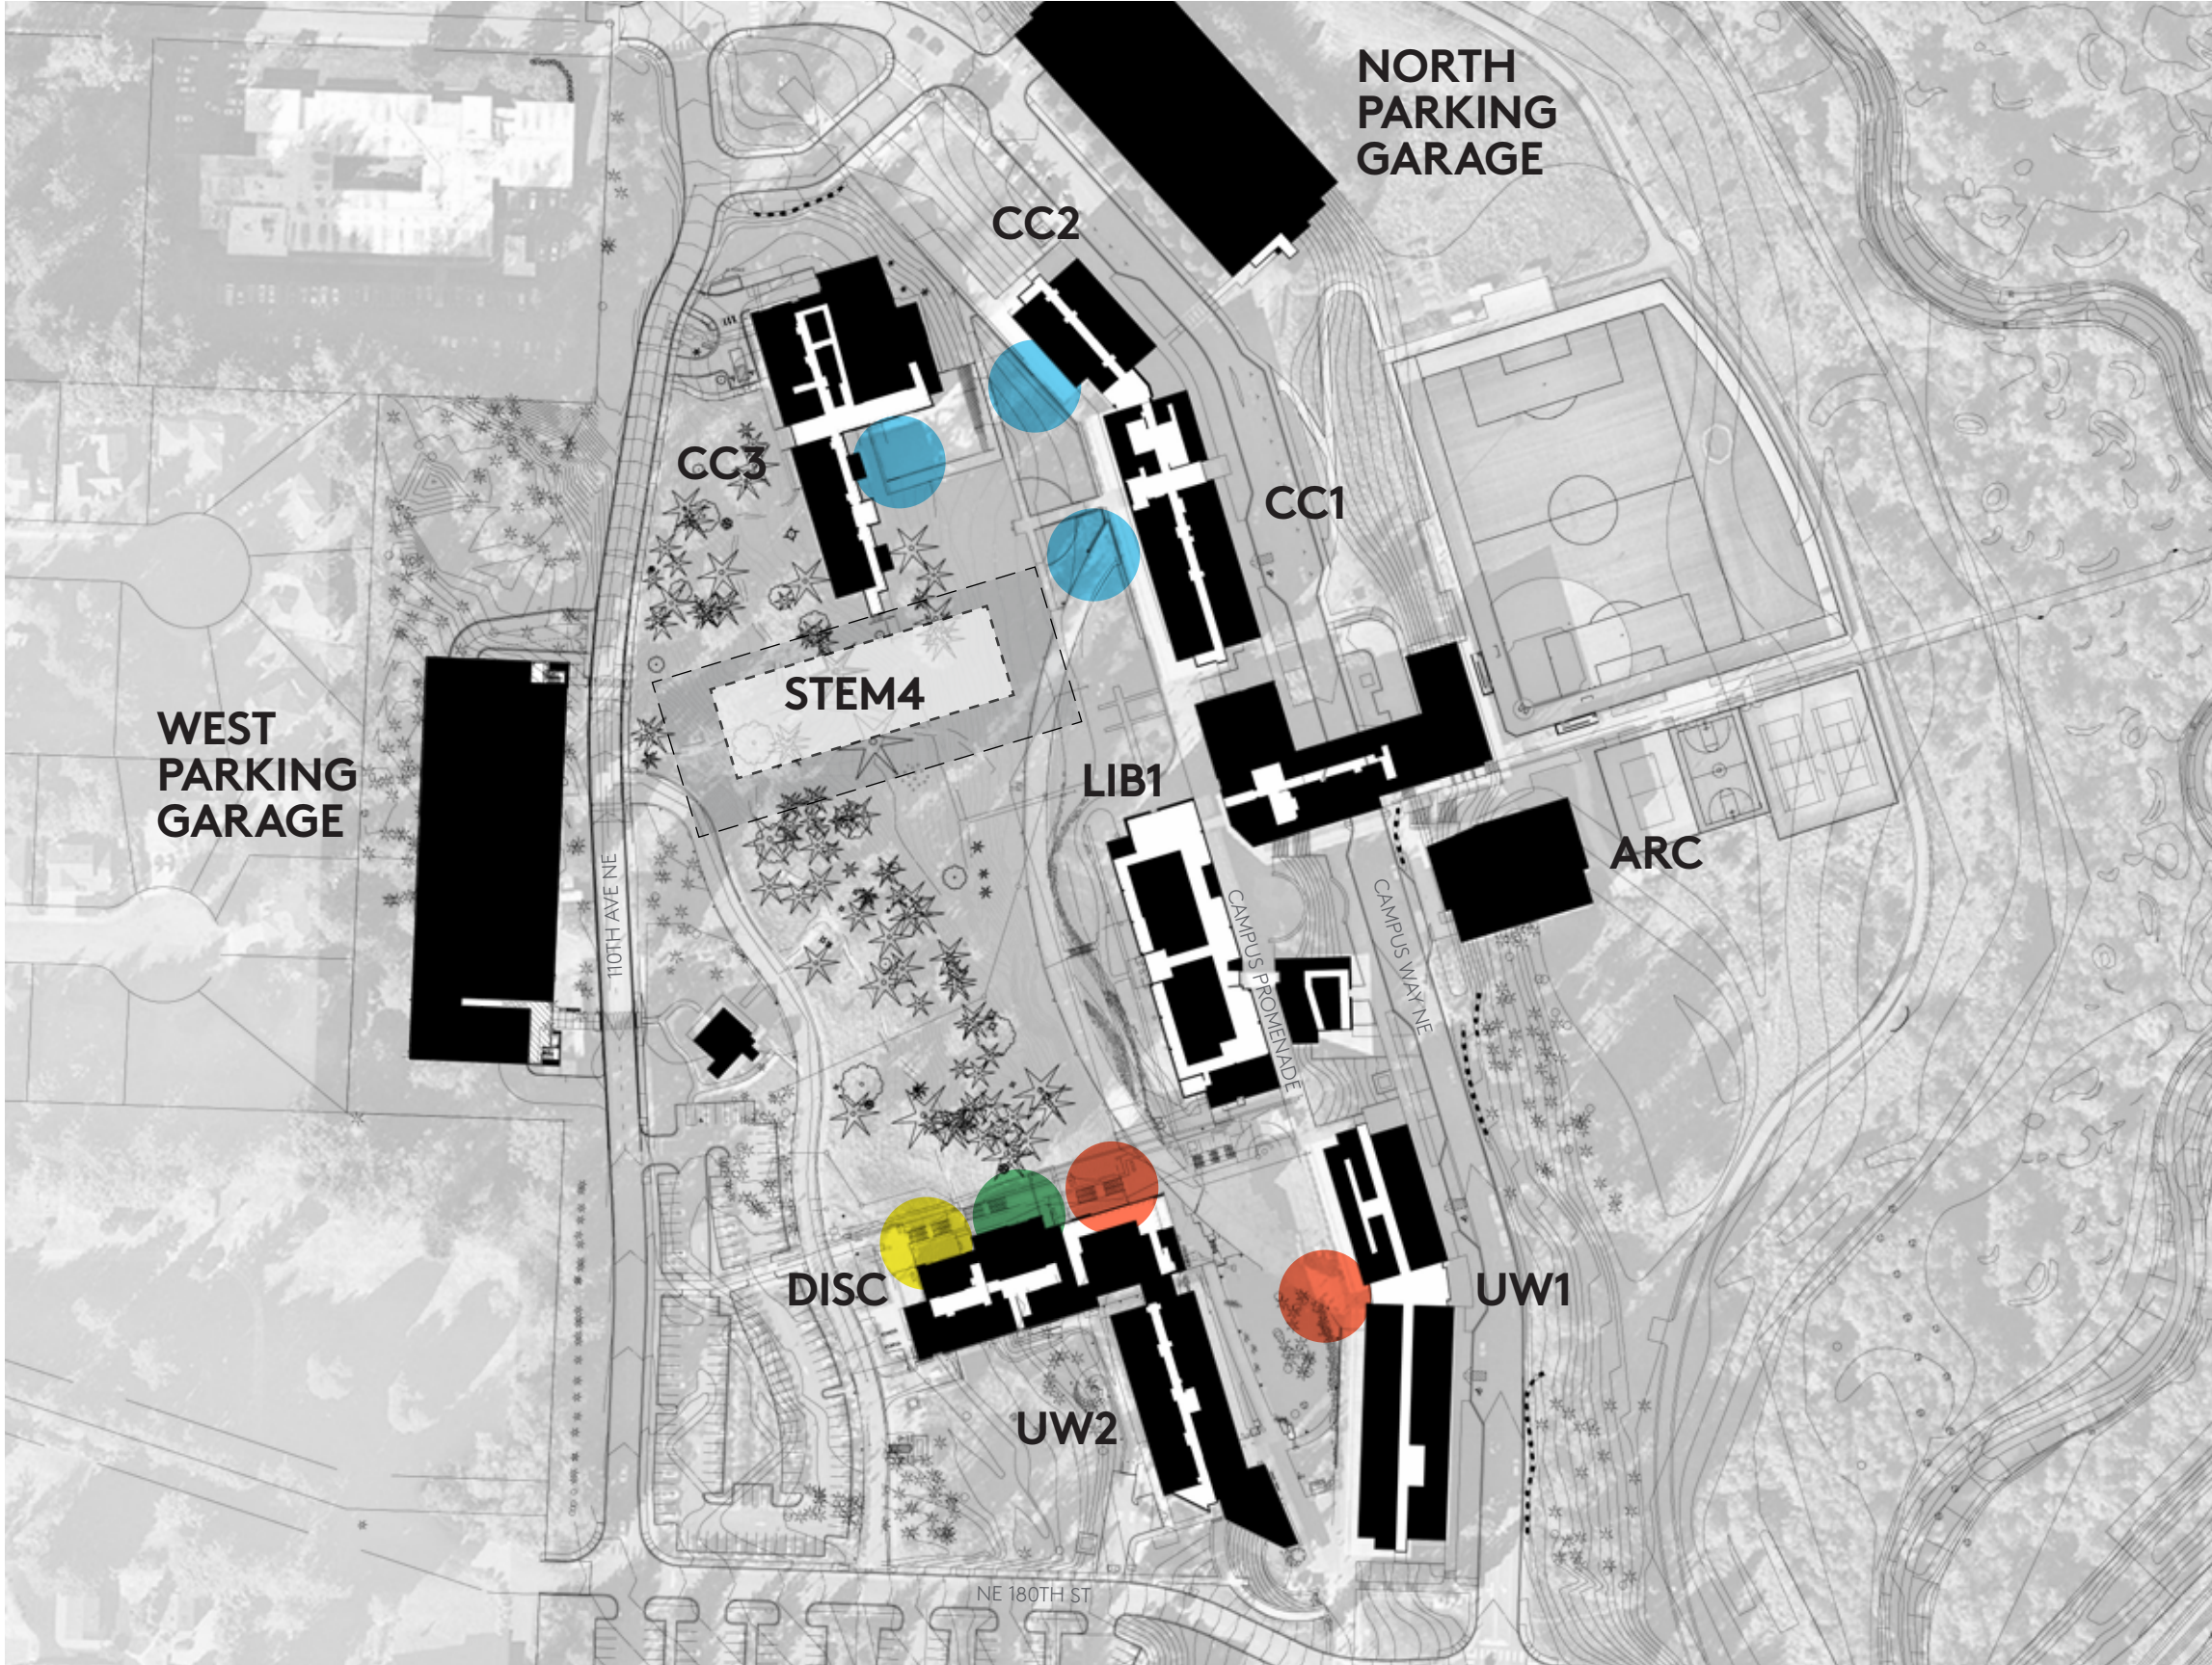 NORTH
PARKING
GARAGE
CC2
CC3
CC1
STEM4
WEST
PARKING
GARAGE
LIB1
ARC
110TH AVE NE
CAMPUS PROMENADE
CAMPUS WAY NE
DISC
UW1
UW2
NE 180TH ST